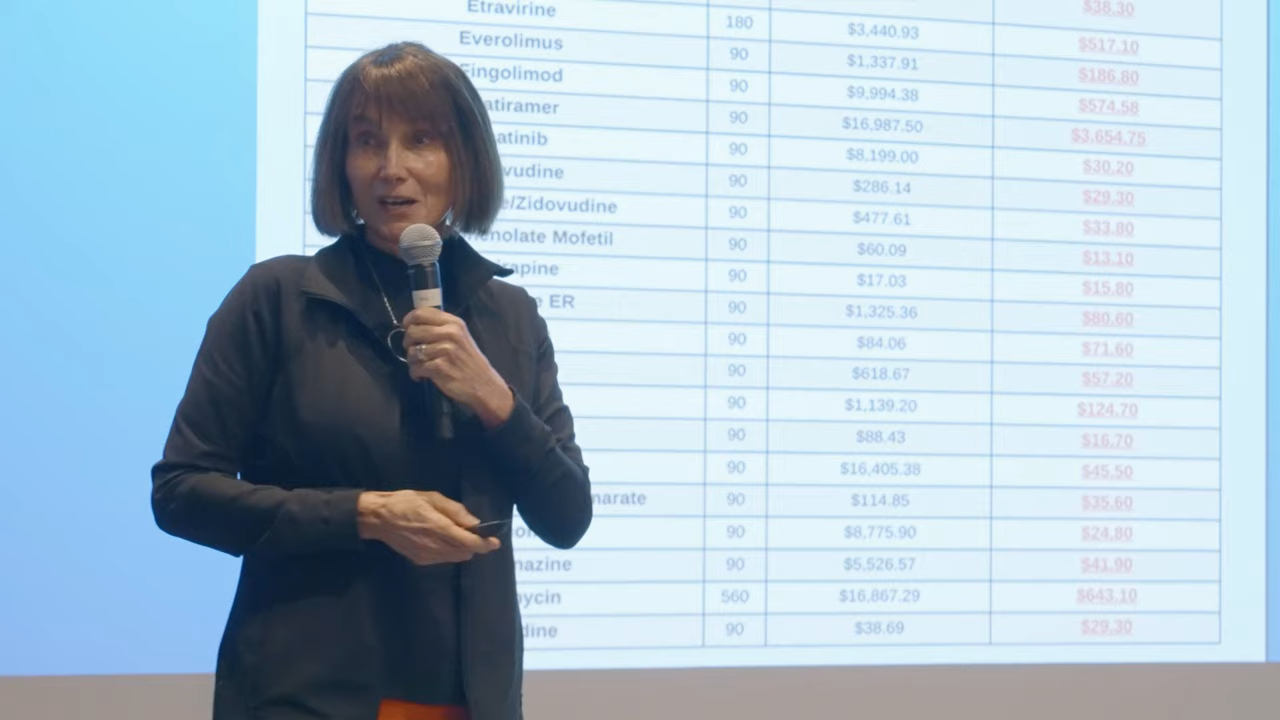 $38.30
Etravirine 180 $3,440.93 $517.10
Everolimus 90 $1,337.91 $186.80
Fingolimod 90 $9,994.38 $574.58
atiramer 90 $16,987.50 $3,654.75
atinib 90 $8,199.00 $30.20
vudine 90 $286.14 $29.30
e/Zidovudine 90 $477.61 $33.80
enolate Mofetil 90 $60.09 $13.10
rapine 90 $17.03 $15.80
e ER 90 $1,325.36 $80.60
90 $84.06 $71.60
90 $618.67 $57.20
90 $1,139.20 $124.70
90 $88.43 $16.70
90 $16,405.38 $45.50
narate 90 $114.85 $35.60
90 $8,775.90 $24.80
nazine 90 $5,526.57 $41.90
ycin 560 $16,867.29 $643.10
dine 90 $38.69 $29.30